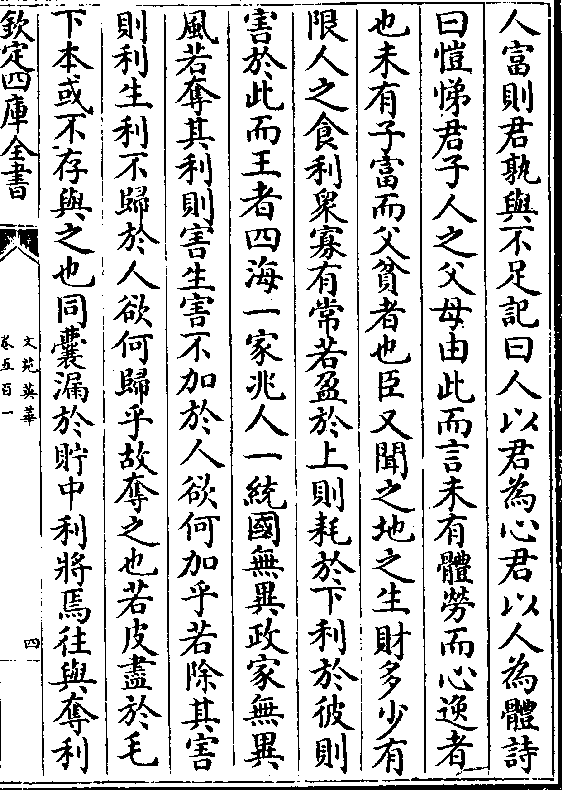 人富則君孰與不足記曰人以君為心君以人為體詩
曰愷悌君子人之父母由此而言未有體勞而心逸者
也未有子富而父貧者也臣又聞之地之生財多少有
限人之食利衆寡有常若盈於上則耗於下利於彼則
害於此而王者四海一家兆人一統國無異政家無異
風若奪其利則害生害不加於人欲何加乎若除其害
則利生利不歸於人欲何歸乎故奪之也若皮盡於毛
下本或不存與之也同囊漏於貯中利將焉往與奪利
欽定四庫全書
文苑英華
卷五百一
四